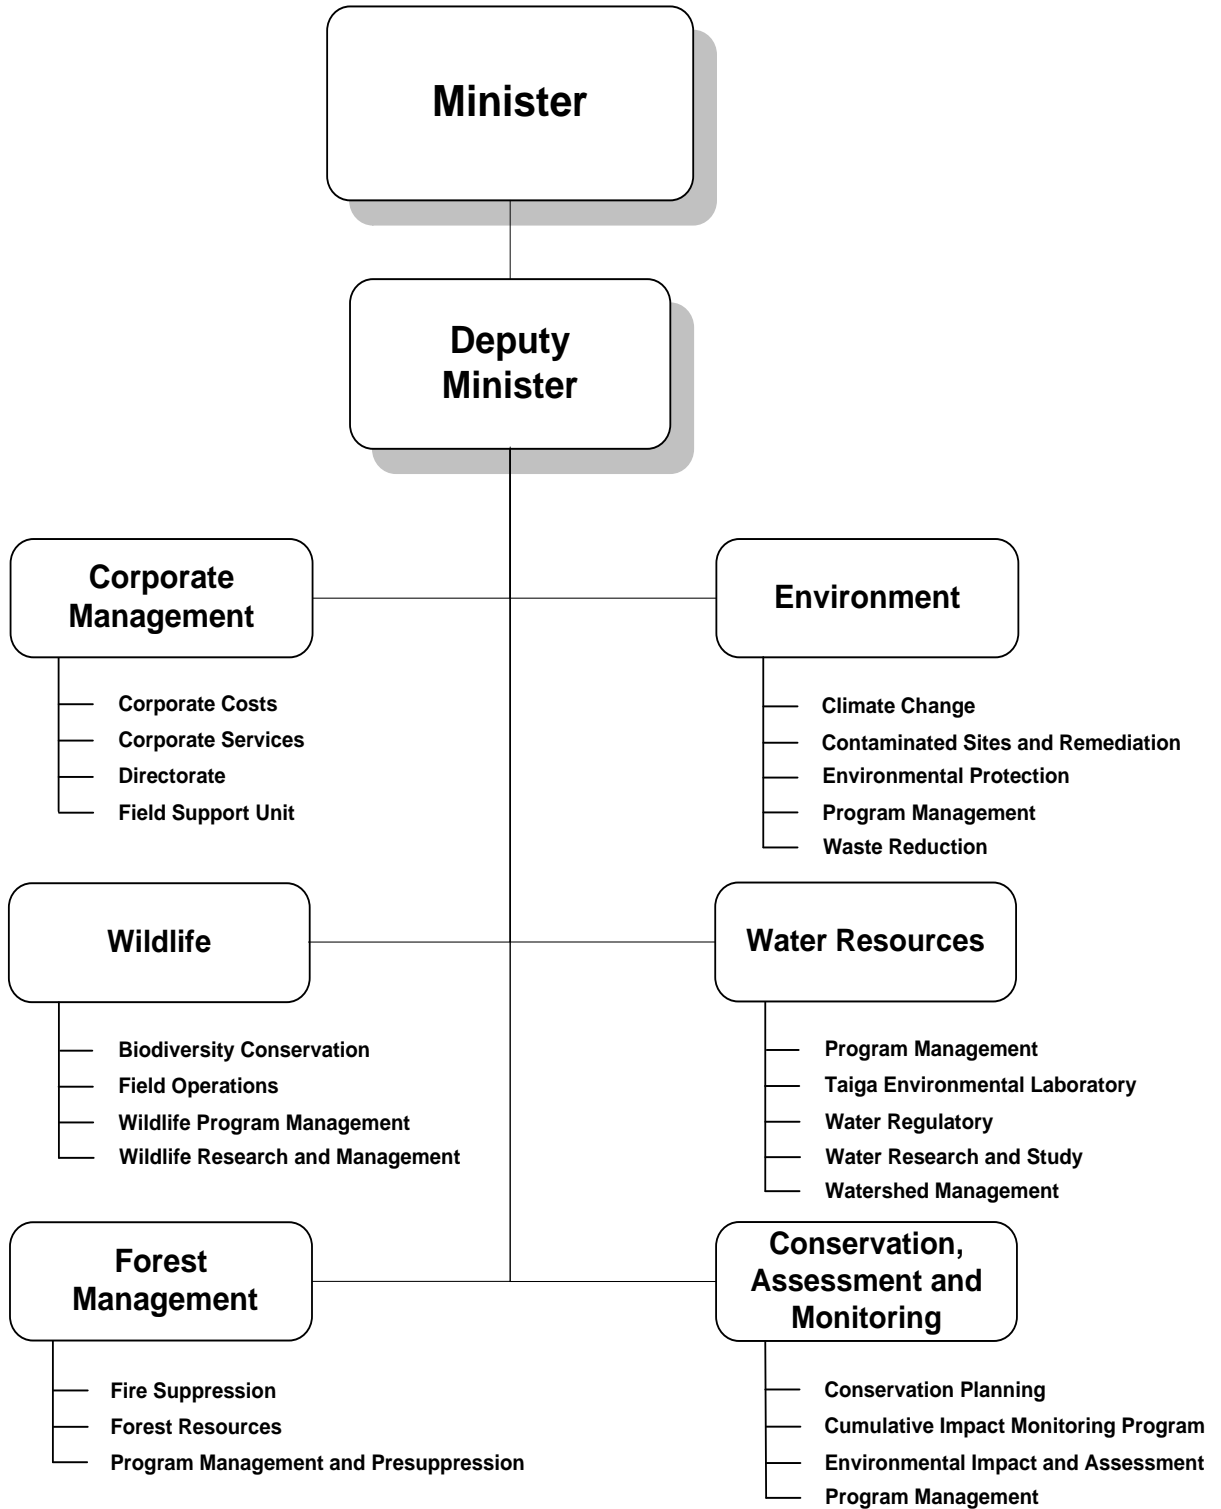 Minister
Deputy
Minister
Corporate
Management
Corporate Costs
Corporate Services
Directorate
Field Support Unit
Environment
Climate Change
Contaminated Sites and Remediation
Environmental Protection
Program Management
Waste Reduction
Wildlife
Biodiversity Conservation
Field Operations
Wildlife Program Management
Wildlife Research and Management
Water Resources
Program Management
Taiga Environmental Laboratory
Water Regulatory
Water Research and Study
Watershed Management
Forest
Management
Fire Suppression
Forest Resources
Program Management and Presuppression
Conservation,
Assessment and
Monitoring
Conservation Planning
Cumulative Impact Monitoring Program
Environmental Impact and Assessment
Program Management